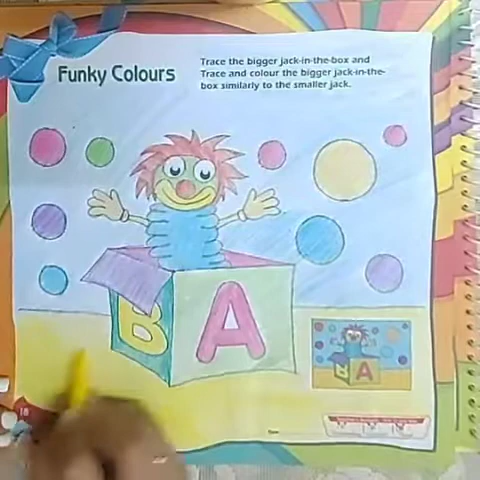 Funky Colours
Trace the bigger jack-in-the-box and
Trace and colour the bigger jack-in-the-
box similarly to the smaller jack.
B
A
A
18